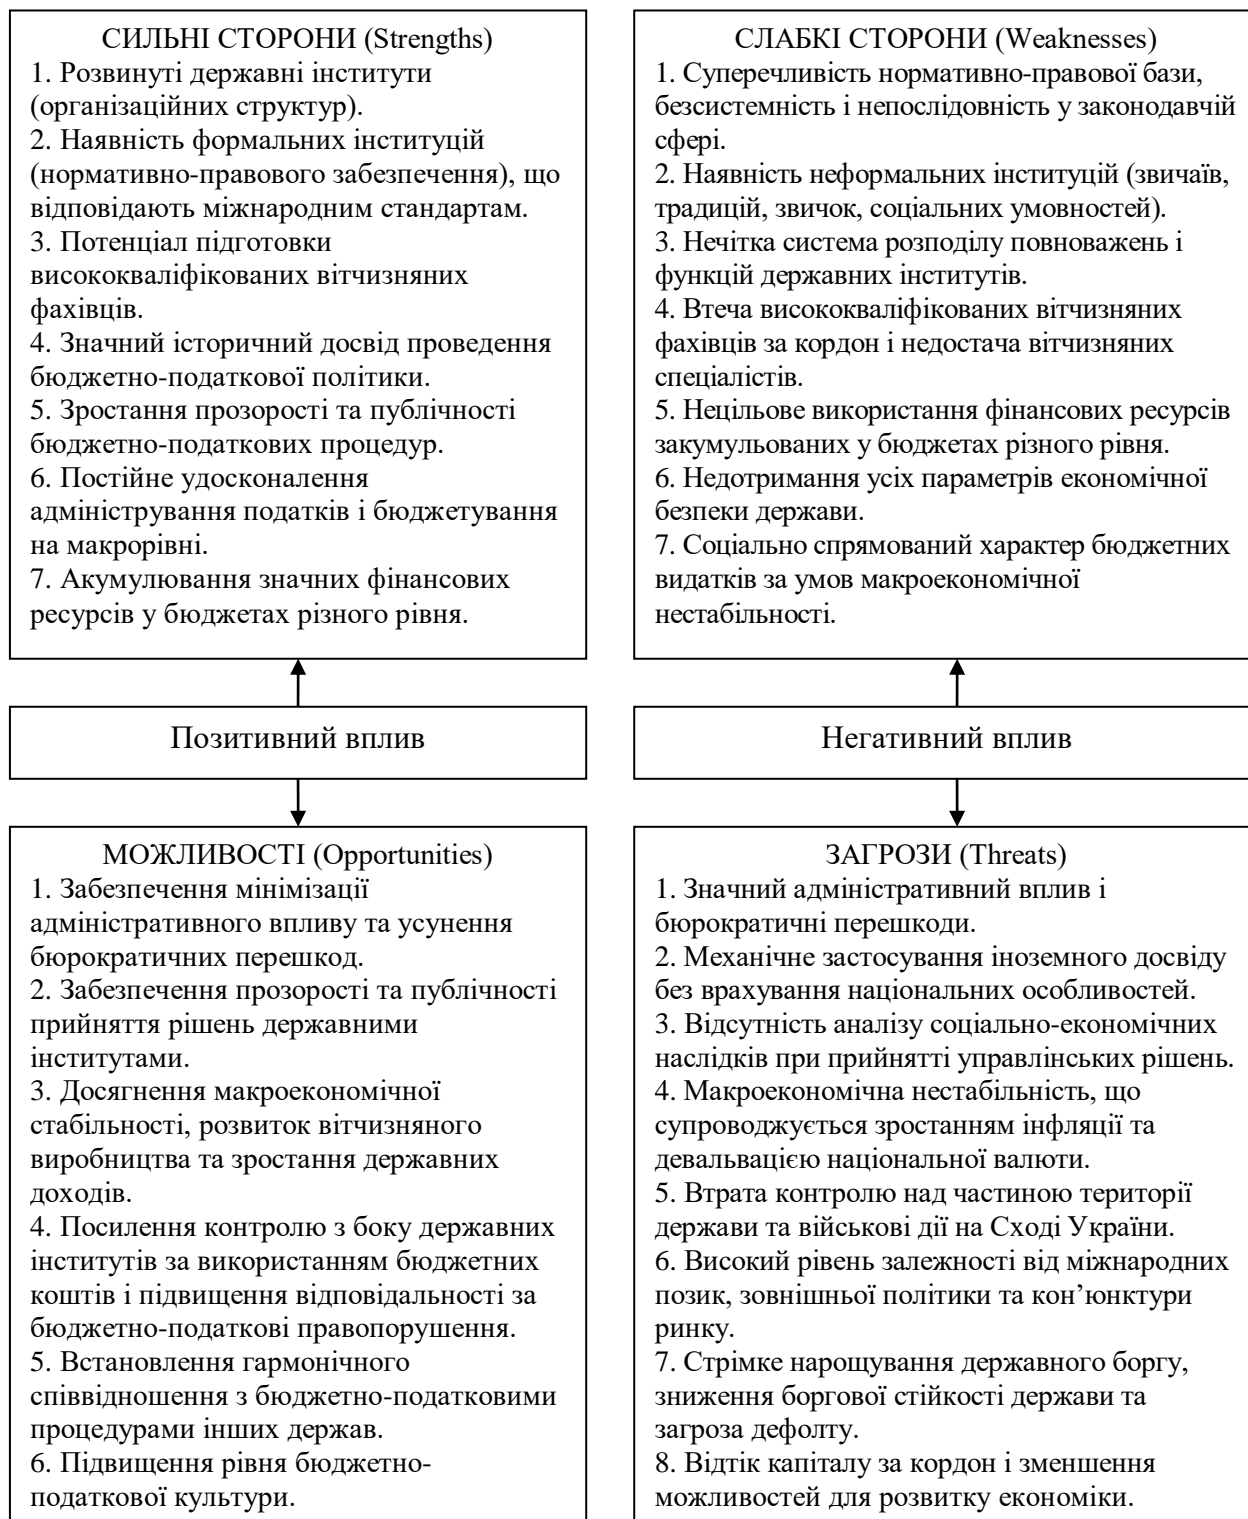 СИЛЬНІ СТОРОНИ (Strengths)
1. Розвинуті державні інститути
(організаційних структур).
2. Наявність формальних інституцій
(нормативно-правового забезпечення), що
відповідають міжнародним стандартам.
3. Потенціал підготовки
висококваліфікованих вітчизняних
фахівців.
4. Значний історичний досвід проведення
бюджетно-податкової політики.
5. Зростання прозорості та публічності
бюджетно-податкових процедур.
6. Постійне удосконалення
адміністрування податків і бюджетування
на макрорівні.
7. Акумулювання значних фінансових
ресурсів у бюджетах різного рівня.
СЛАБКІ СТОРОНИ (Weaknesses)
1. Суперечливість нормативно-правової бази,
безсистемність і непослідовність у законодавчій
сфері.
2. Наявність неформальних інституцій (звичаїв,
традицій, звичок, соціальних умовностей).
3. Нечітка система розподілу повноважень і
функцій державних інститутів.
4. Втеча висококваліфікованих вітчизняних
фахівців за кордон і недостача вітчизняних
спеціалістів.
5. Нецільове використання фінансових ресурсів
закумульованих у бюджетах різного рівня.
6. Недотримання усіх параметрів економічної
безпеки держави.
7. Соціально спрямований характер бюджетних
видатків за умов макроекономічної
нестабільності.
Позитивний вплив
Негативний вплив
МОЖЛИВОСТІ (Opportunities)
1. Забезпечення мінімізації
адміністративного впливу та усунення
бюрократичних перешкод.
2. Забезпечення прозорості та публічності
прийняття рішень державними
інститутами.
3. Досягнення макроекономічної
стабільності, розвиток вітчизняного
виробництва та зростання державних
доходів.
4. Посилення контролю з боку державних
інститутів за використанням бюджетних
коштів і підвищення відповідальності за
бюджетно-податкові правопорушення.
5. Встановлення гармонічного
співвідношення з бюджетно-податковими
процедурами інших держав.
6. Підвищення рівня бюджетно-
податкової культури.
ЗАГРОЗИ (Threats)
1. Значний адміністративний вплив і
бюрократичні перешкоди.
2. Механічне застосування іноземного досвіду
без врахування національних особливостей.
3. Відсутність аналізу соціально-економічних
наслідків при прийнятті управлінських рішень.
4. Макроекономічна нестабільність, що
супроводжується зростанням інфляції та
девальвацією національної валюти.
5. Втрата контролю над частиною території
держави та військові дії на Сході України.
6. Високий рівень залежності від міжнародних
позик, зовнішньої політики та кон’юнктури
ринку.
7. Стрімке нарощування державного боргу,
зниження боргової стійкості держави та
загроза дефолту.
8. Відтік капіталу за кордон і зменшення
можливостей для розвитку економіки.